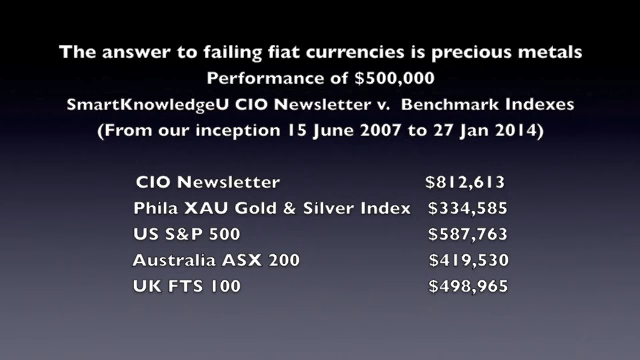 The answer to failing fiat currencies is precious metals
Performance of $500,000
SmartKnowledgeU CIO Newsletter v. Benchmark Indexes
(From our inception 15 June 2007 to 27 Jan 2014)
CIO Newsletter $812,613
Phila XAU Gold & Silver Index $334,585
US S&P 500 $587,763
Australia ASX 200 $419,530
UK FTS 100 $498,965